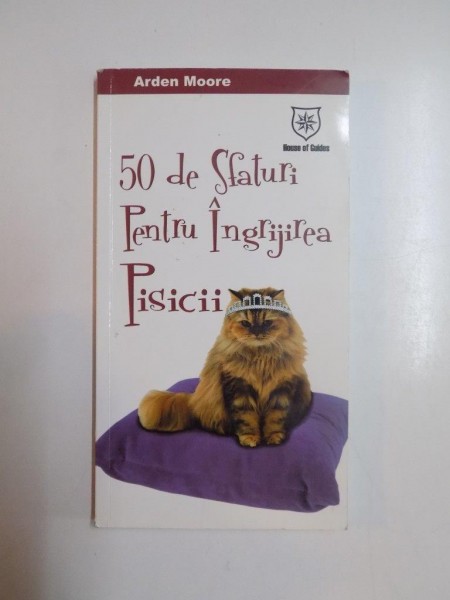 Arden Moore
House of Guides
50 de Sfaturi
Pentru Îngrijirea
Pisicii